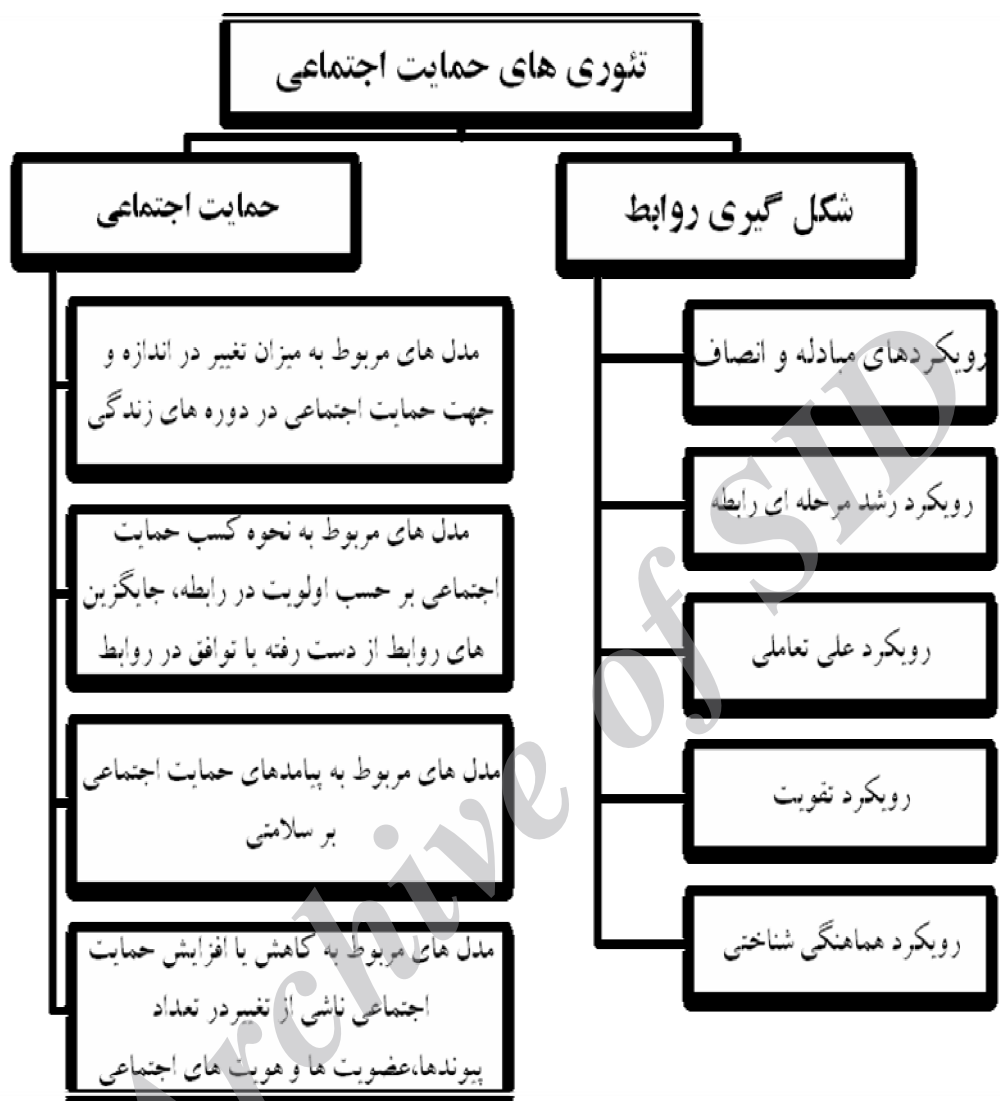 تئوری های حمایت اجتماعی
شکل گیری روابط
رویکردهای مبادله و انصاف
رویکرد رشد مرحله ای رابطه
رویکرد علی تعاملی
رویکرد تقویت
رویکرد هماهنگی شناختی
حمایت اجتماعی
مدل های مربوط به میزان تغییر در اندازه و
جهت حمایت اجتماعی در دوره های زندگی
مدل های مربوط به نحوه کسب حمایت
اجتماعی بر حسب اولویت در رابطه، جایگزین
های روابط از دست رفته یا توافق در روابط
مدل های مربوط به پیامدهای حمایت اجتماعی
بر سلامتی
مدل های مربوط به کاهش یا افزایش حمایت
اجتماعی ناشی از تغییردر تعداد
پیوندها،عضویت ها و هویت های اجتماعی
Archive of SID